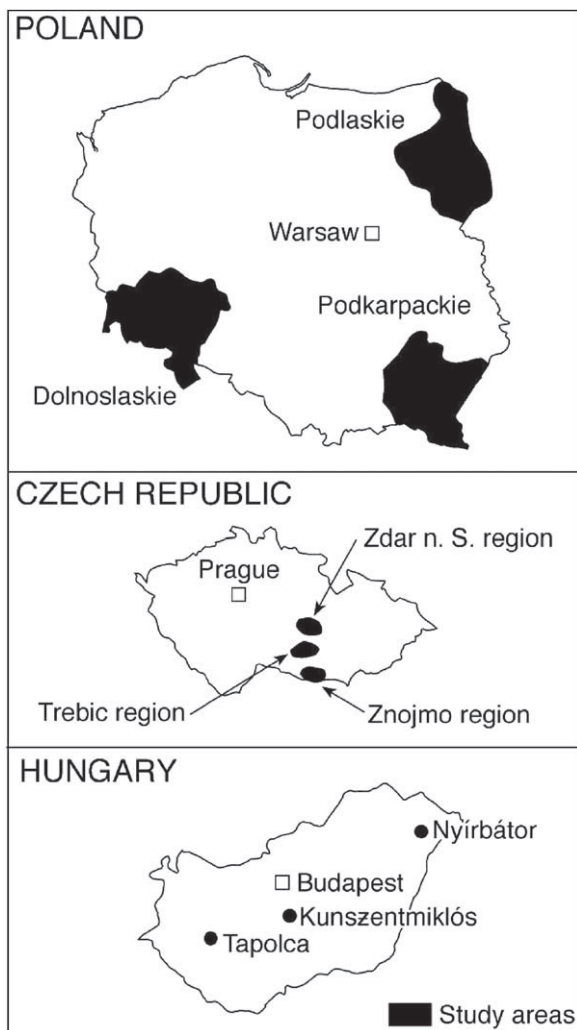 POLAND
Podlaskie
Warsaw
Podkarpackie
Dolnoslaskie
CZECH REPUBLIC
Zdar n. S. region
Prague
Trebic region
Znojmo region
HUNGARY
Nyírbátor
Budapest
Kunszentmiklós
Tapolca
Study areas